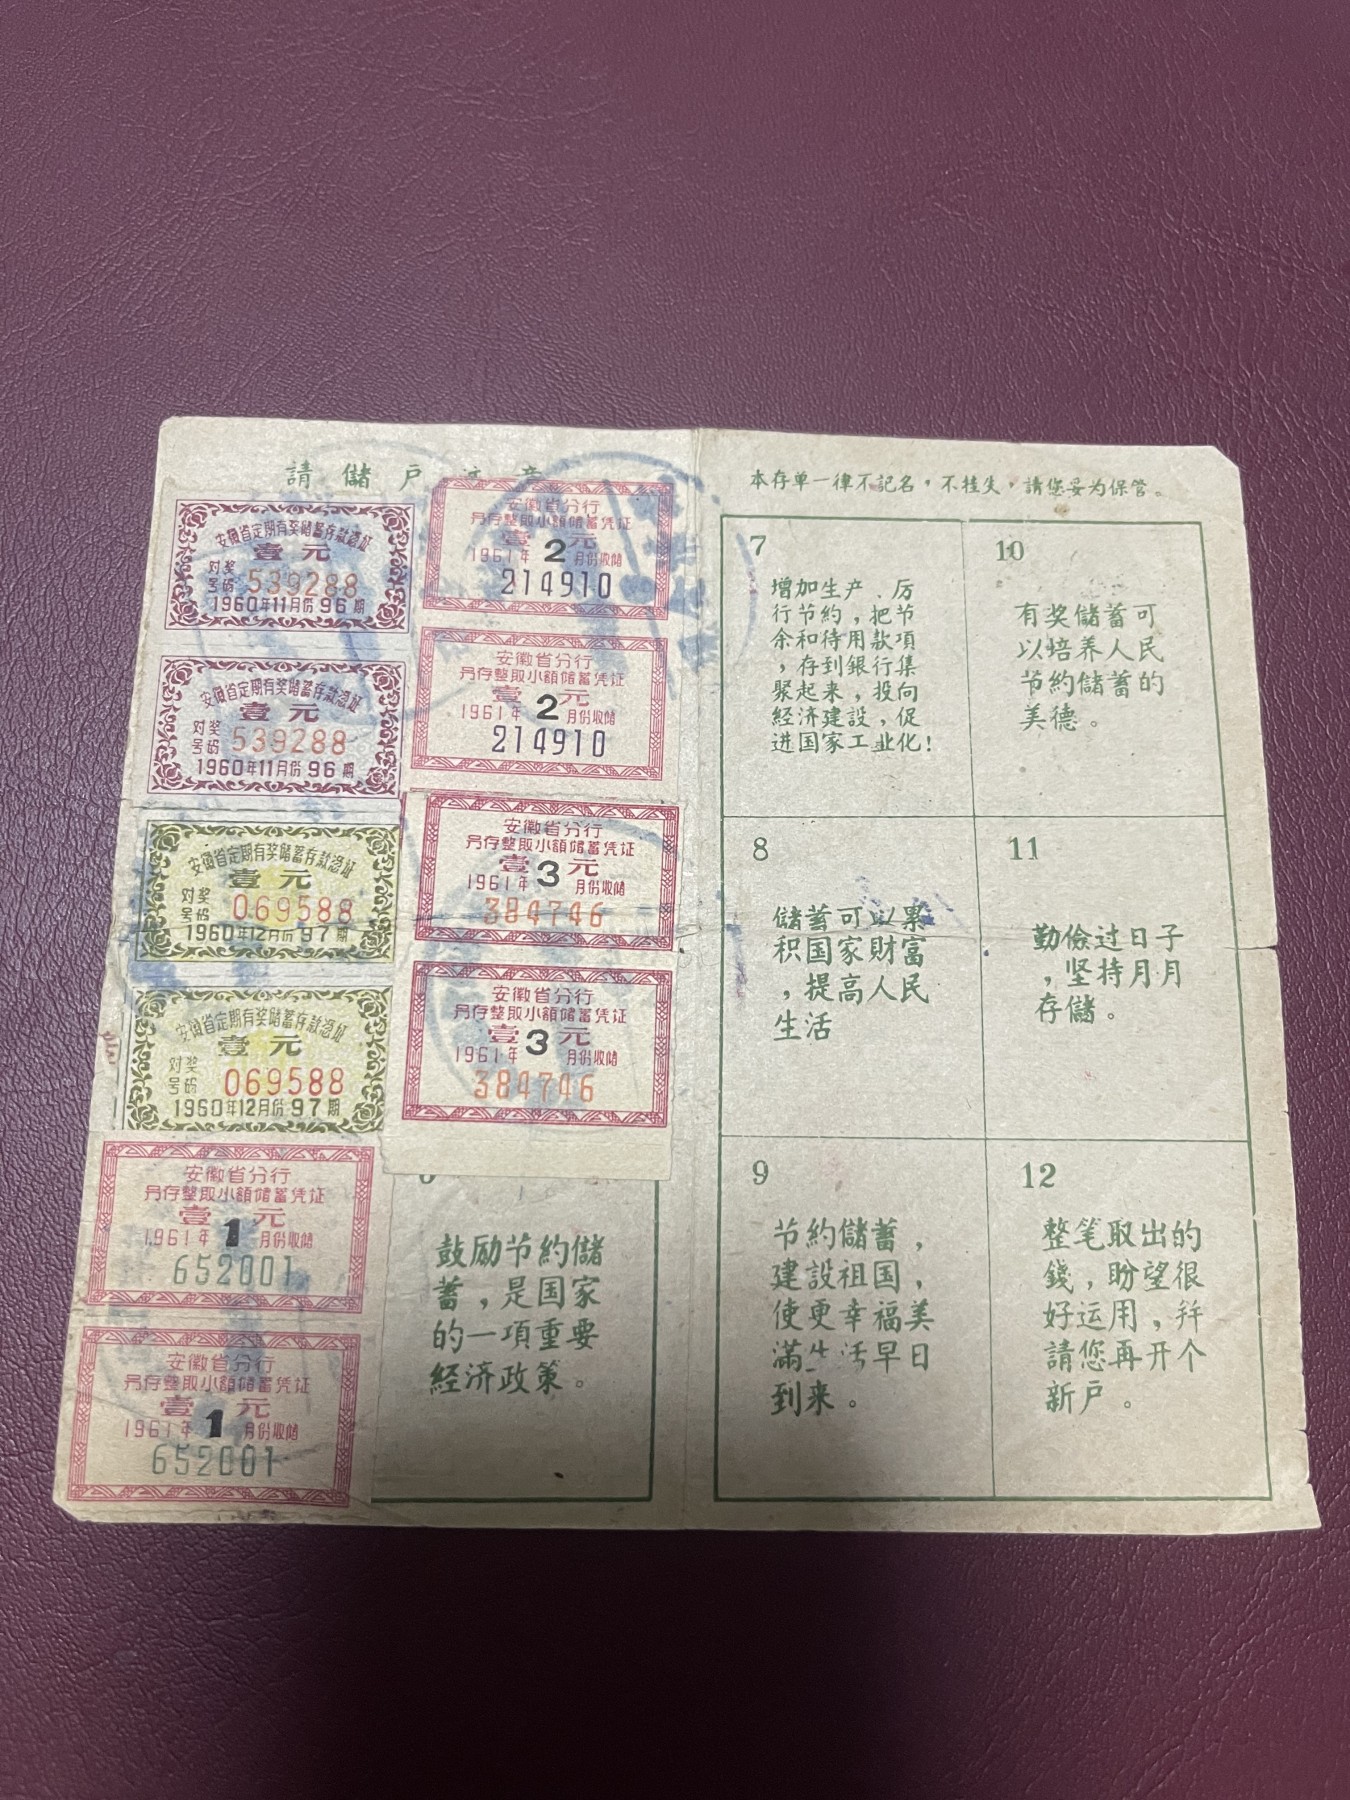 請儲戶注意
安徽省定期有奖储蓄存款憑証
壹元
对奖
号码 539288
1960年11月份96期
安徽省定期有奖储蓄存款憑証
壹元
对奖
号码 539288
1960年11月份96期
安徽省定期有奖储蓄存款憑証
壹元
对奖
号码 069588
1960年12月份97期
安徽省定期有奖储蓄存款憑証
壹元
对奖
号码 069588
1960年12月份97期
安徽省分行
另存整取小額储蓄凭证
壹元
1961年1月份收储
652001
安徽省分行
另存整取小額储蓄凭证
壹元
1961年1月份收储
652001
安徽省分行
另存整取小額储蓄凭证
壹元
1961年2月份收储
214910
安徽省分行
另存整取小額储蓄凭证
壹元
1961年2月份收储
214910
安徽省分行
另存整取小額储蓄凭证
壹元
1961年3月份收储
384746
安徽省分行
另存整取小額储蓄凭证
壹元
1961年3月份收储
384746
鼓励节約儲
蓄，是国家
的一項重要
経济政策。
本存单一律不記名，不挂失，請您妥为保管。
7
增加生产、厉
行节約，把节
余和待用款項
，存到銀行集
聚起来，投向
経济建設，促
进国家工业化！
8
儲蓄可以累
积国家財富
，提高人民
生活
9
节約儲蓄，
建設祖国，
使更幸福美
滿生活早日
到来。
10
有奖儲蓄可
以培养人民
节約儲蓄的
美德。
11
勤儉过日子
，坚持月月
存儲。
12
整笔取出的
錢，盼望很
好运用，幷
請您再开个
新戶。